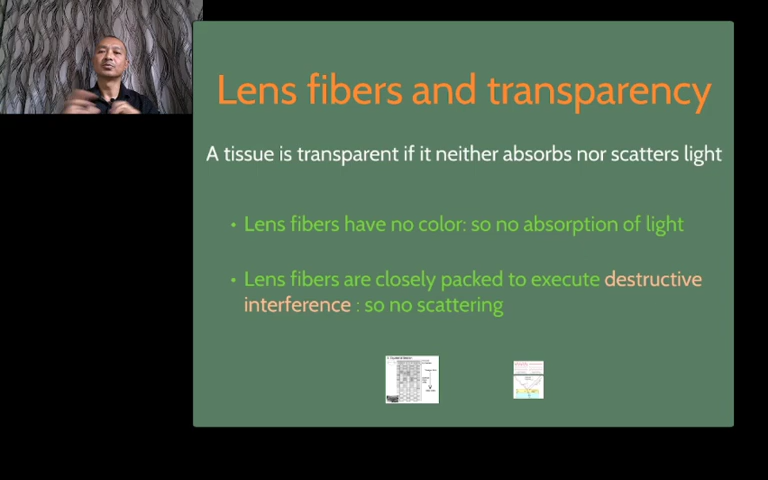 Lens fibers and transparency
A tissue is transparent if it neither absorbs nor scatters light
• Lens fibers have no color: so no absorption of light
• Lens fibers are closely packed to execute destructive
interference : so no scattering